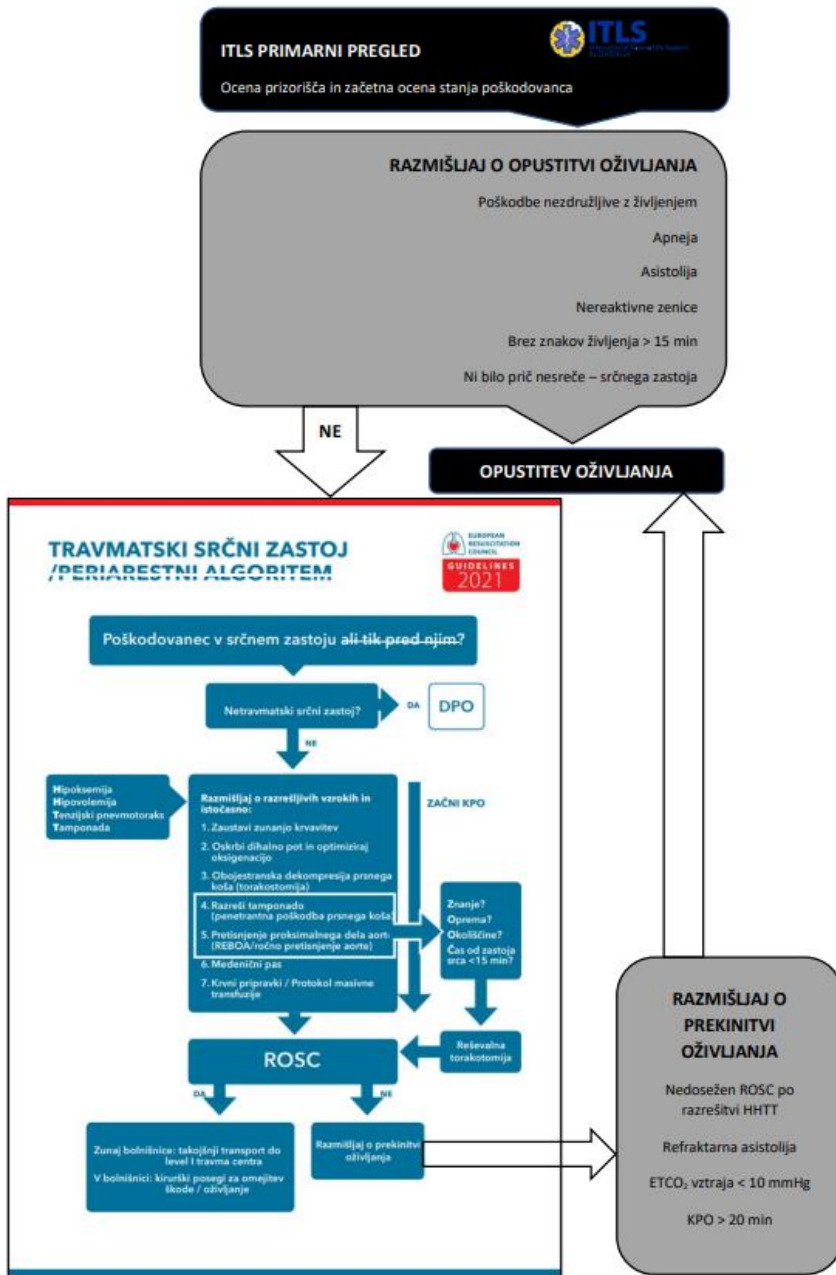 ITLS PRIMARNI PREGLED
ITLS
Ocena prizorišča in začetna ocena stanja poškodovanca
RAZMIŠLJAJ O OPUSTITVI OŽIVLJANJA
Poškodbe nezdružljive z življenjem
Apneja
Asistolija
Nereaktivne zenice
Brez znakov življenja > 15 min
Ni bilo prič nesreče – srčnega zastoja
NE
OPUSTITEV OŽIVLJANJA
TRAVMATSKI SRČNI ZASTOJ
/PERIARESTNI ALGORITEM
EUROPEAN
RESUSCITATION
COUNCIL
GUIDELINES
2021
Poškodovanec v srčnem zastoju ali tik pred njim?
Netravmatski srčni zastoj?
DA
DPO
NE
Hipoksemija
Hipovolemija
Tenzijski pnevmotoraks
Tamponada
Razmišljaj o razrešljivih vzrokih in
istočasno:
1. Zaustavi zunanjo krvavitev
2. Oskrbi dihalno pot in optimiziraj
oksigenacijo
3. Obojestranska dekompresija prsnega
koša (torakostomija)
4. Razreši tamponado
(penetrantna poškodba prsnega koša)
5. Pretisnjenje proksimalnega dela aorte
(REBOA/ročno pretisnjenje aorte)
6. Medenični pas
7. Krvni pripravki / Protokol masivne
transfuzije
ZAČNI KPO
Znanje?
Oprema?
Okoliščine?
Čas od zastoja
srca <15 min?
Reševalna
torakotomija
ROSC
DA
NE
Zunaj bolnišnice: takojšnji transport do
level I travma centra
V bolnišnici: kirurški posegi za omejitev
škode / oživljanje
Razmišljaj o prekinitvi
oživljanja
RAZMIŠLJAJ O
PREKINITVI
OŽIVLJANJA
Nedosežen ROSC po
razrešitvi HHTT
Refraktarna asistolija
ETCO₂ vztraja < 10 mmHg
KPO > 20 min